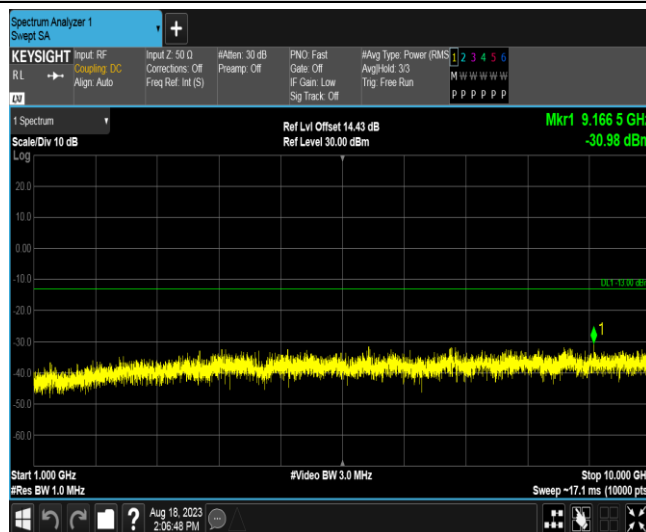 Spectrum Analyzer 1
Swept SA
+
KEYSIGHT
RL
LXI
Input: RF
Coupling: DC
Align: Auto
Input Z: 50 Ω
Corrections: Off
Freq Ref: Int (S)
#Atten: 30 dB
Preamp: Off
PNO: Fast
Gate: Off
IF Gain: Low
Sig Track: Off
#Avg Type: Power (RMS
Avg|Hold: 3/3
Trig: Free Run
1 2 3 4 5 6
M W W W W W
P P P P P P
1 Spectrum
Scale/Div 10 dB
Log
Ref Lvl Offset 14.43 dB
Ref Level 30.00 dBm
Mkr1 9.166 5 GHz
-30.98 dBm
20.0
10.0
0.00
-10.0
DL1 -13.00 dBm
-20.0
-30.0
1
-40.0
-50.0
-60.0
Start 1.000 GHz
#Res BW 1.0 MHz
#Video BW 3.0 MHz
Stop 10.000 GHz
Sweep ~17.1 ms (10000 pts
?
Aug 18, 2023
2:06:48 PM